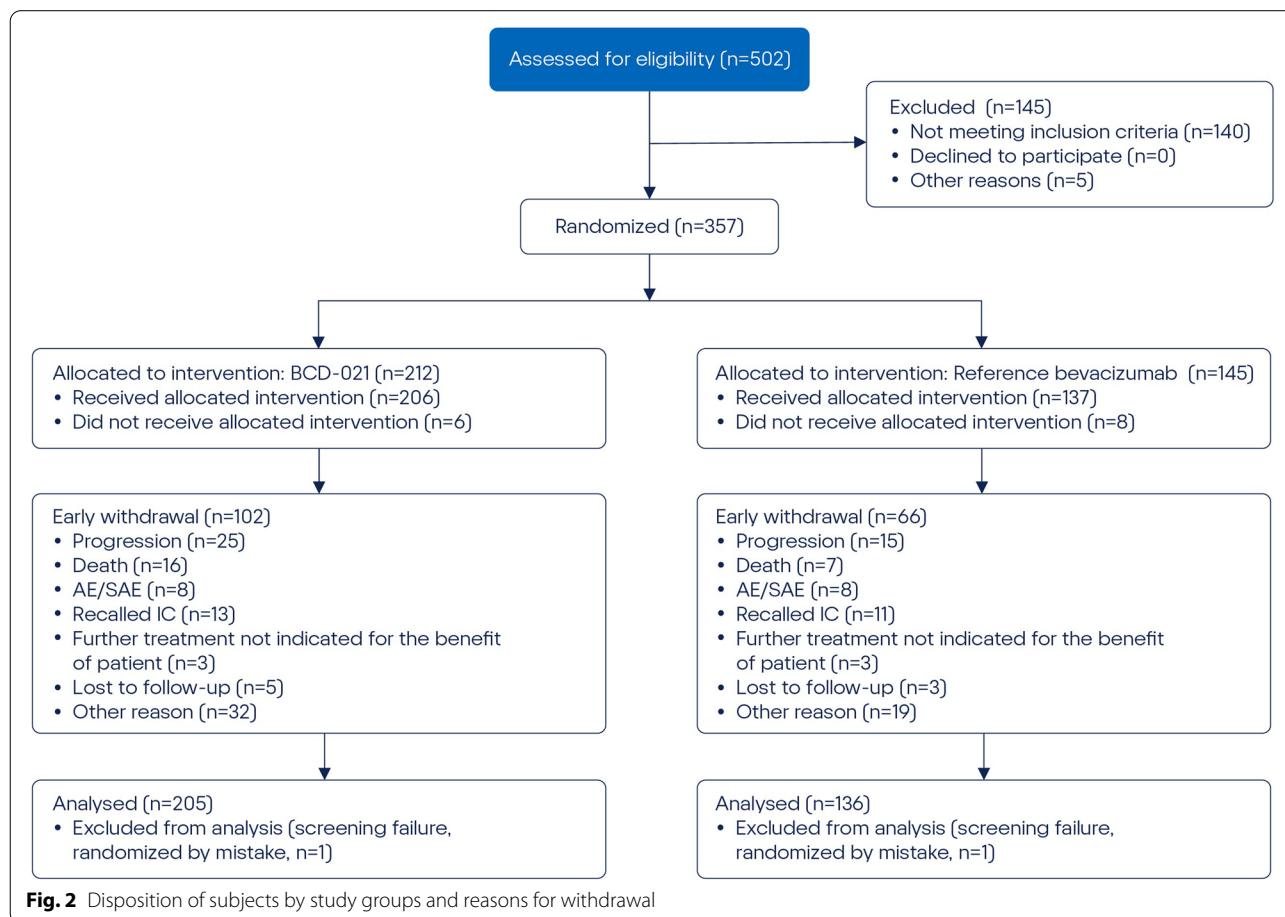 Assessed for eligibility (n=502)
Excluded (n=145)
• Not meeting inclusion criteria (n=140)
• Declined to participate (n=0)
• Other reasons (n=5)
Randomized (n=357)
Allocated to intervention: BCD-021 (n=212)
• Received allocated intervention (n=206)
• Did not receive allocated intervention (n=6)
Allocated to intervention: Reference bevacizumab (n=145)
• Received allocated intervention (n=137)
• Did not receive allocated intervention (n=8)
Early withdrawal (n=102)
• Progression (n=25)
• Death (n=16)
• AE/SAE (n=8)
• Recalled IC (n=13)
• Further treatment not indicated for the benefit
of patient (n=3)
• Lost to follow-up (n=5)
• Other reason (n=32)
Early withdrawal (n=66)
• Progression (n=15)
• Death (n=7)
• AE/SAE (n=8)
• Recalled IC (n=11)
• Further treatment not indicated for the benefit
of patient (n=3)
• Lost to follow-up (n=3)
• Other reason (n=19)
Analysed (n=205)
• Excluded from analysis (screening failure,
randomized by mistake, n=1)
Analysed (n=136)
• Excluded from analysis (screening failure,
randomized by mistake, n=1)
Fig. 2 Disposition of subjects by study groups and reasons for withdrawal